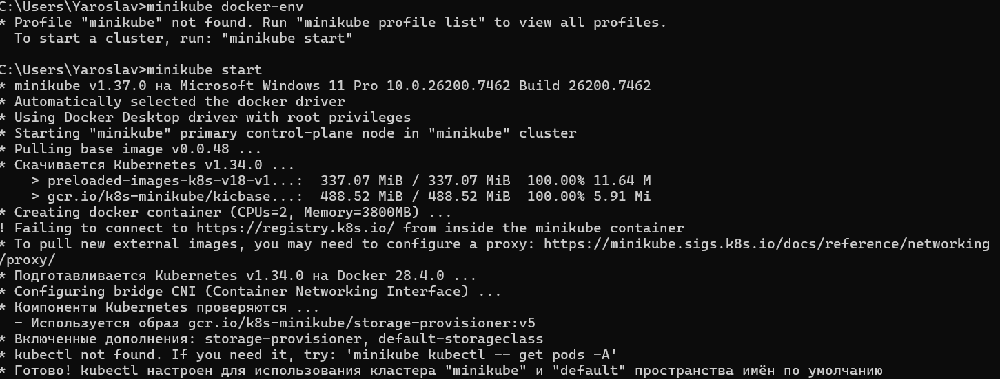 C:\Users\Yaroslav>minikube docker-env
* Profile "minikube" not found. Run "minikube profile list" to view all profiles.
  To start a cluster, run: "minikube start"

C:\Users\Yaroslav>minikube start
* minikube v1.37.0 на Microsoft Windows 11 Pro 10.0.26200.7462 Build 26200.7462
* Automatically selected the docker driver
* Using Docker Desktop driver with root privileges
* Starting "minikube" primary control-plane node in "minikube" cluster
* Pulling base image v0.0.48 ...
* Скачивается Kubernetes v1.34.0 ...
    > preloaded-images-k8s-v18-v1...:  337.07 MiB / 337.07 MiB  100.00% 11.64 M
    > gcr.io/k8s-minikube/kicbase...:  488.52 MiB / 488.52 MiB  100.00% 5.91 Mi
* Creating docker container (CPUs=2, Memory=3800MB) ...
! Failing to connect to https://registry.k8s.io/ from inside the minikube container
* To pull new external images, you may need to configure a proxy: https://minikube.sigs.k8s.io/docs/reference/networking
/proxy/
* Подготавливается Kubernetes v1.34.0 на Docker 28.4.0 ...
* Configuring bridge CNI (Container Networking Interface) ...
* Компоненты Kubernetes проверяются ...
  - Используется образ gcr.io/k8s-minikube/storage-provisioner:v5
* Включенные дополнения: storage-provisioner, default-storageclass
* kubectl not found. If you need it, try: 'minikube kubectl -- get pods -A'
* Готово! kubectl настроен для использования кластера "minikube" и "default" пространства имён по умолчанию